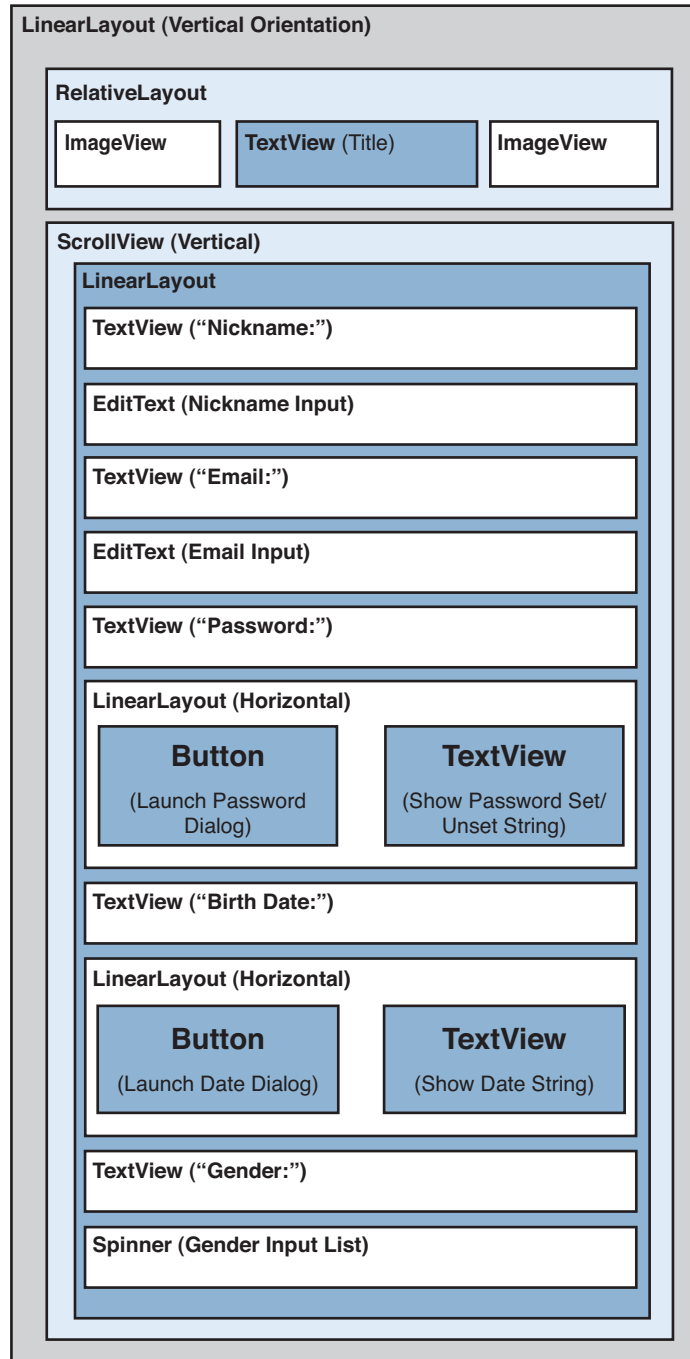 LinearLayout (Vertical Orientation)
RelativeLayout
ImageView
TextView (Title)
ImageView
ScrollView (Vertical)
LinearLayout
TextView (“Nickname:”)
EditText (Nickname Input)
TextView (“Email:”)
EditText (Email Input)
TextView (“Password:”)
LinearLayout (Horizontal)
Button
(Launch Password
Dialog)
TextView
(Show Password Set/
Unset String)
TextView (“Birth Date:”)
LinearLayout (Horizontal)
Button
(Launch Date Dialog)
TextView
(Show Date String)
TextView (“Gender:”)
Spinner (Gender Input List)